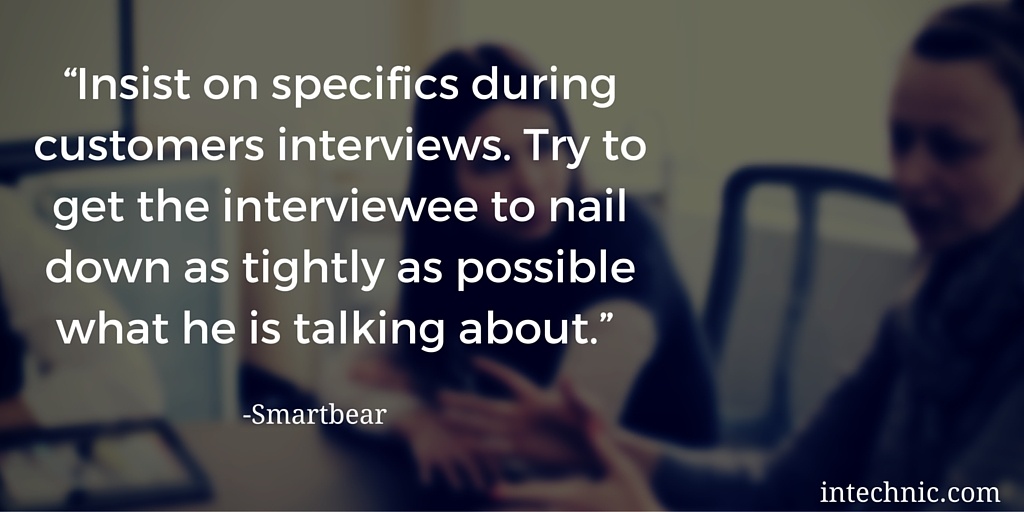 “Insist on specifics during
customers interviews. Try to
get the interviewee to nail
down as tightly as possible
what he is talking about.”
-Smartbear
intechnic.com